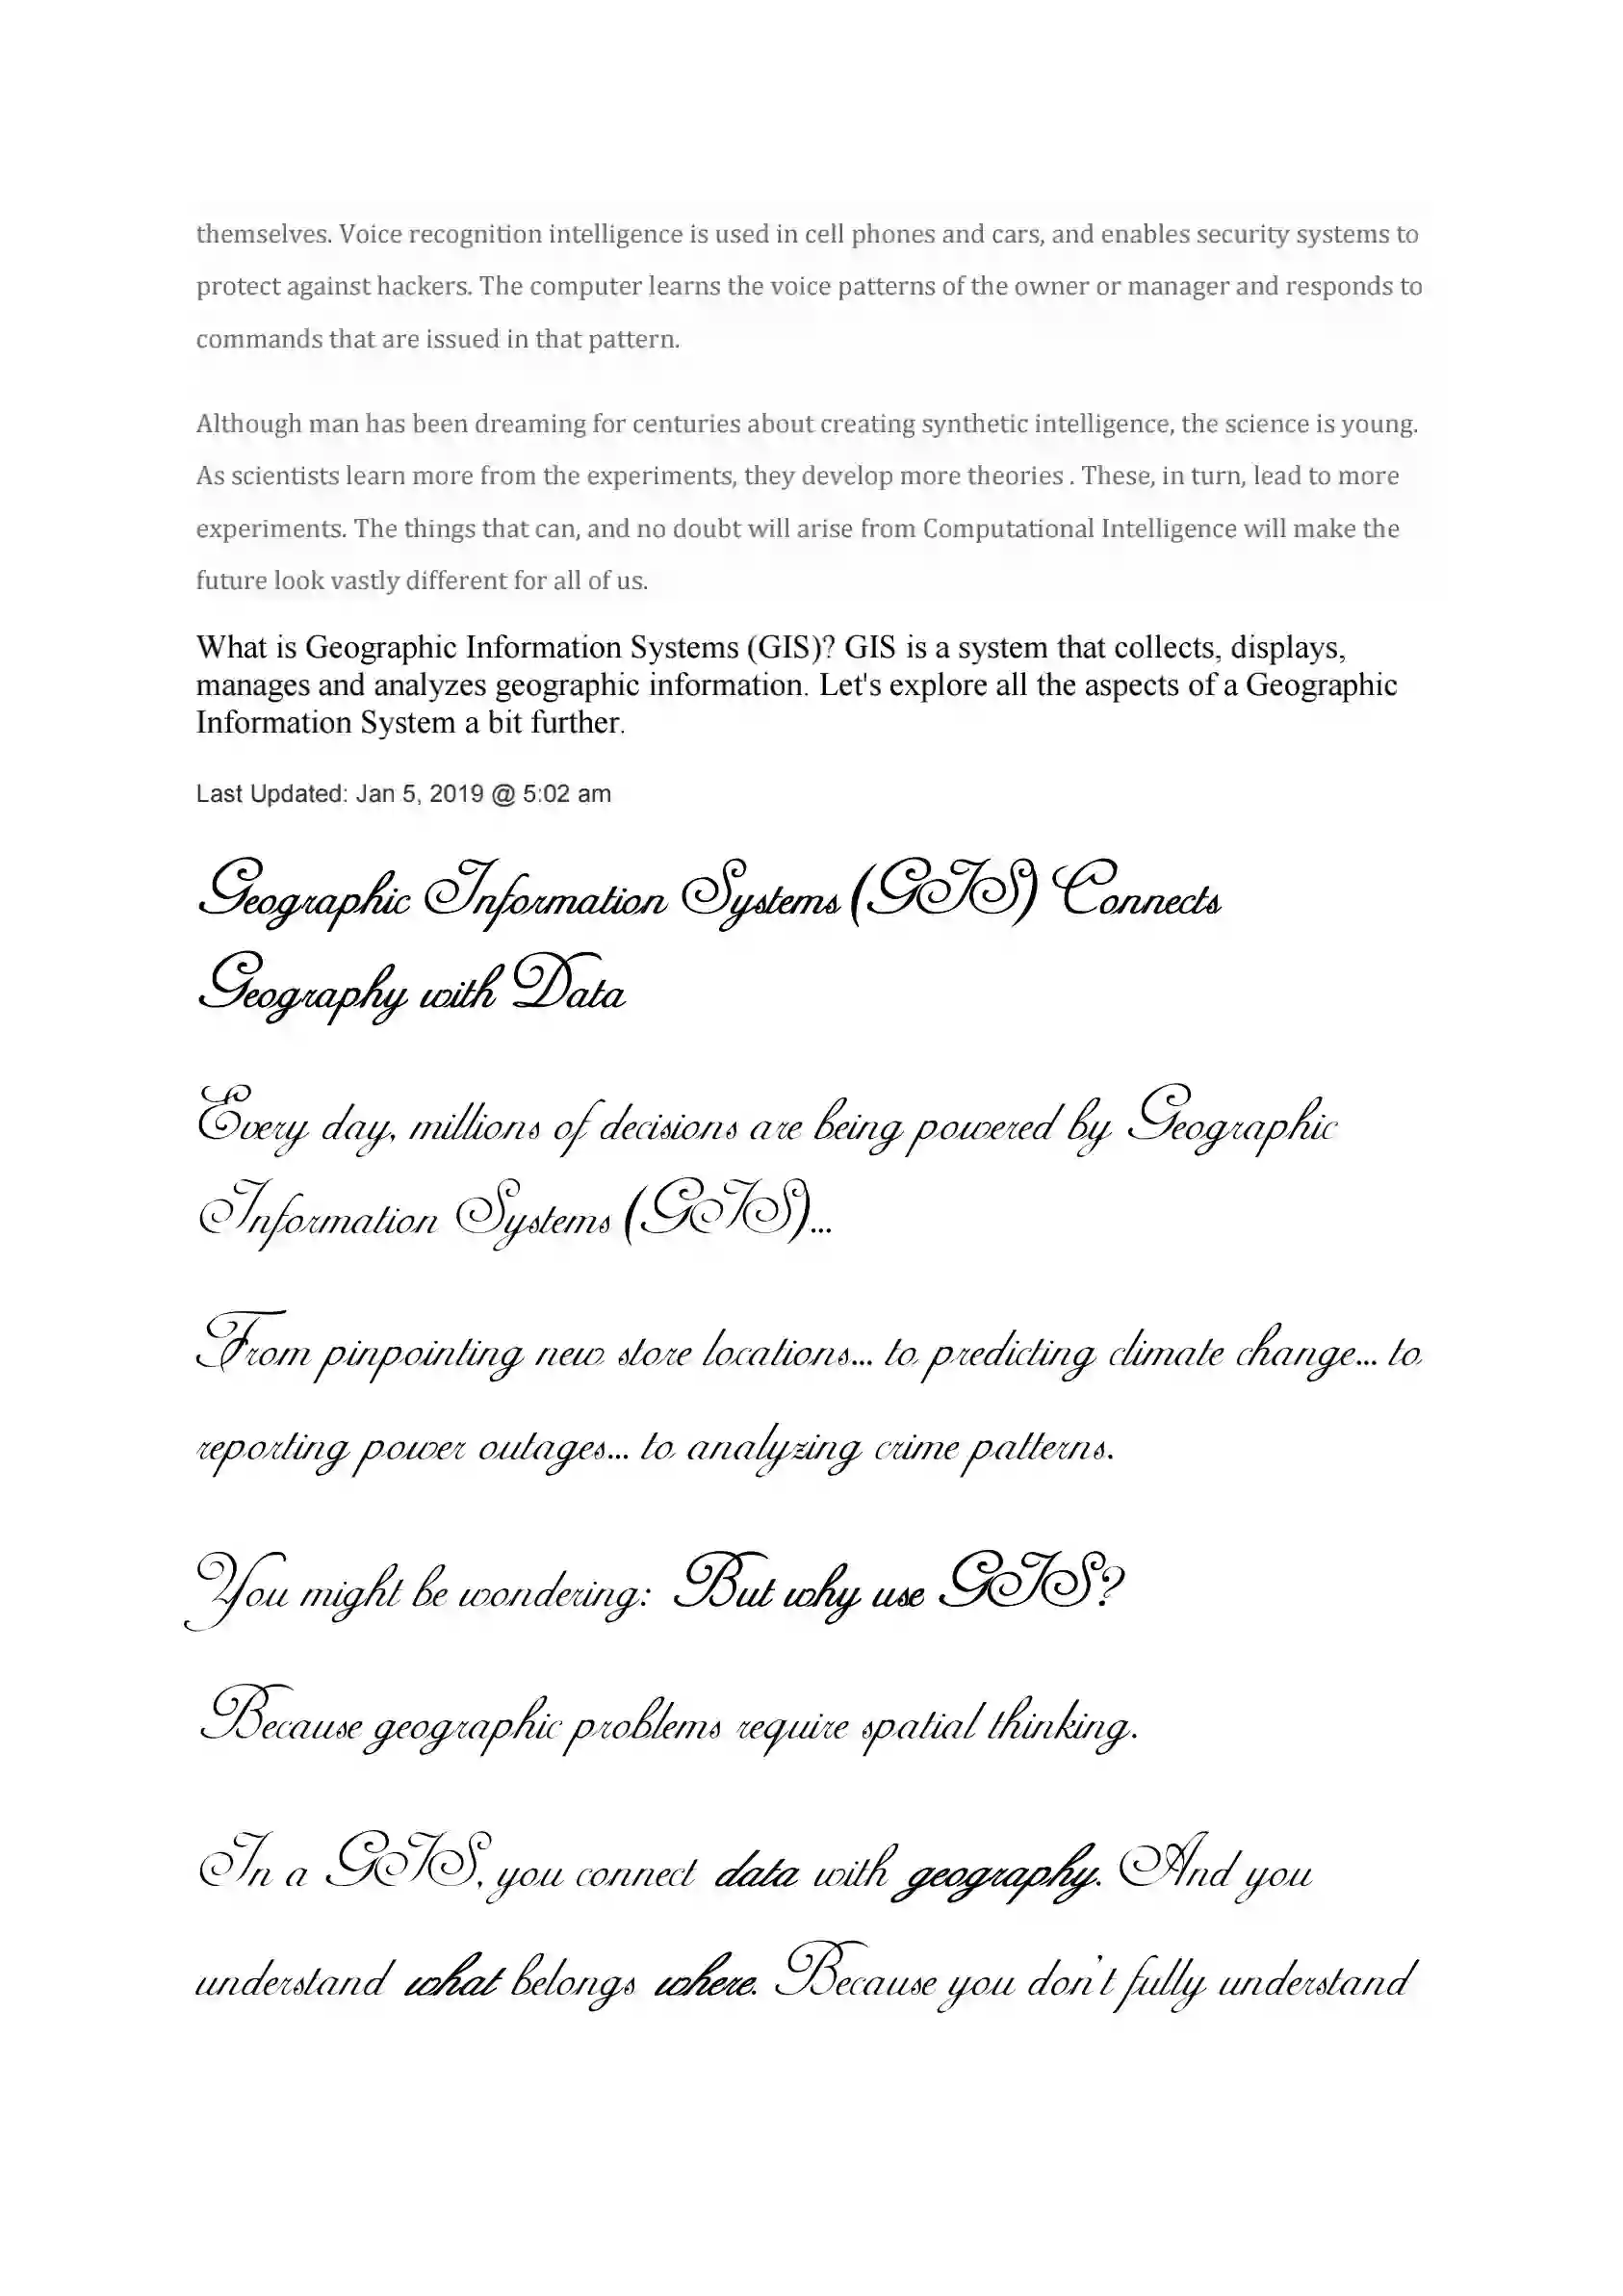 themselves. Voice recognition intelligence is used in cell phones and cars, and enables security systems to
protect against hackers. The computer learns the voice patterns of the owner or manager and responds to
commands that are issued in that pattern.
Although man has been dreaming for centuries about creating synthetic intelligence, the science is young.
As scientists learn more from the experiments, they develop more theories . These, in turn, lead to more
experiments. The things that can, and no doubt will arise from Computational Intelligence will make the
future look vastly different for all of us.
What is Geographic Information Systems (GIS)? GIS is a system that collects, displays,
manages and analyzes geographic information. Let's explore all the aspects of a Geographic
Information System a bit further.
Last Updated: Jan 5, 2019 @ 5:02 am
Geographic Information Systems (GIS) Connects
Geography with Data
Every day, millions of decisions are being powered by Geographic
Information Systems (GIS)…
From pinpointing new store locations… to predicting climate change… to
reporting power outages… to analyzing crime patterns.
You might be wondering: But why use GIS?
Because geographic problems require spatial thinking.
In a GIS, you connect data with geography. And you
understand what belongs where. Because you don't fully understand